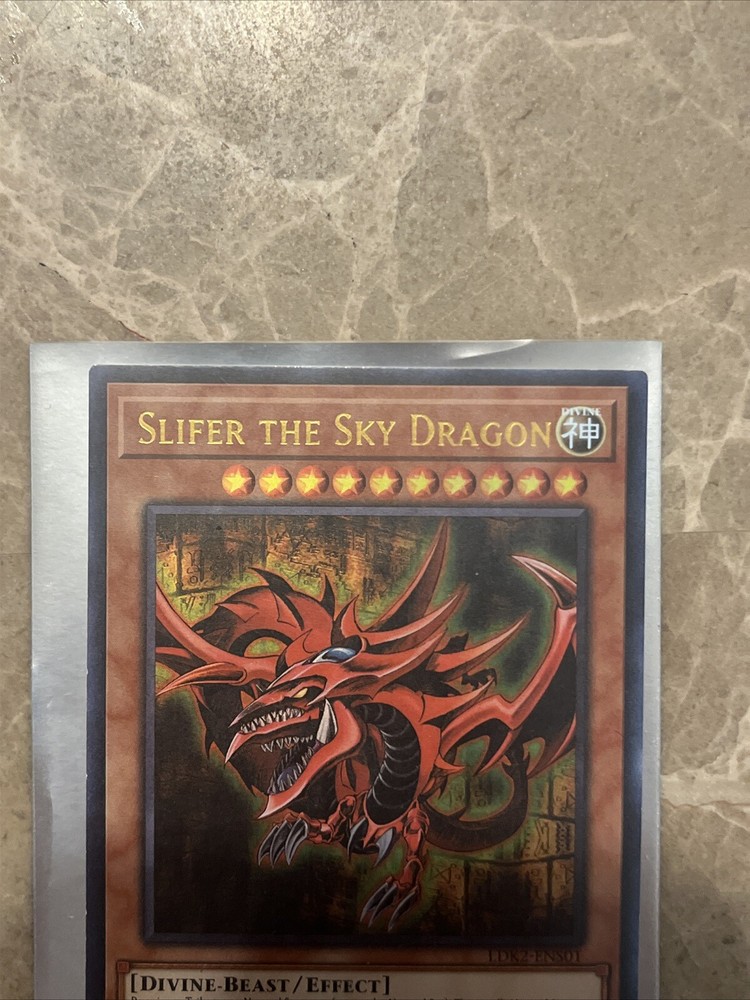 SLIFER THE SKY DRAGON
DIVINE
神
LDK2-ENS01
[DIVINE-BEAST/EFFECT]